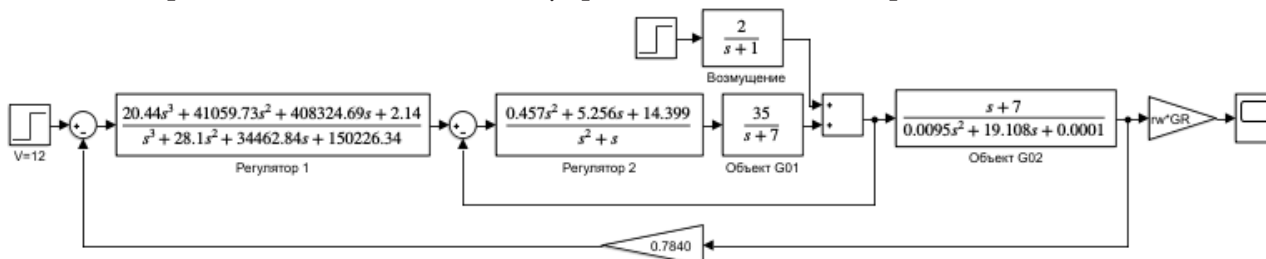 2
s + 1
Возмущение
V=12
20.44s³ + 41059.73s² + 408324.69s + 2.14
s³ + 28.1s² + 34462.84s + 150226.34
Регулятор 1
0.457s² + 5.256s + 14.399
s² + s
Регулятор 2
35
s + 7
Объект G01
s + 7
0.0095s² + 19.108s + 0.0001
Объект G02
rw*GR
0.7840